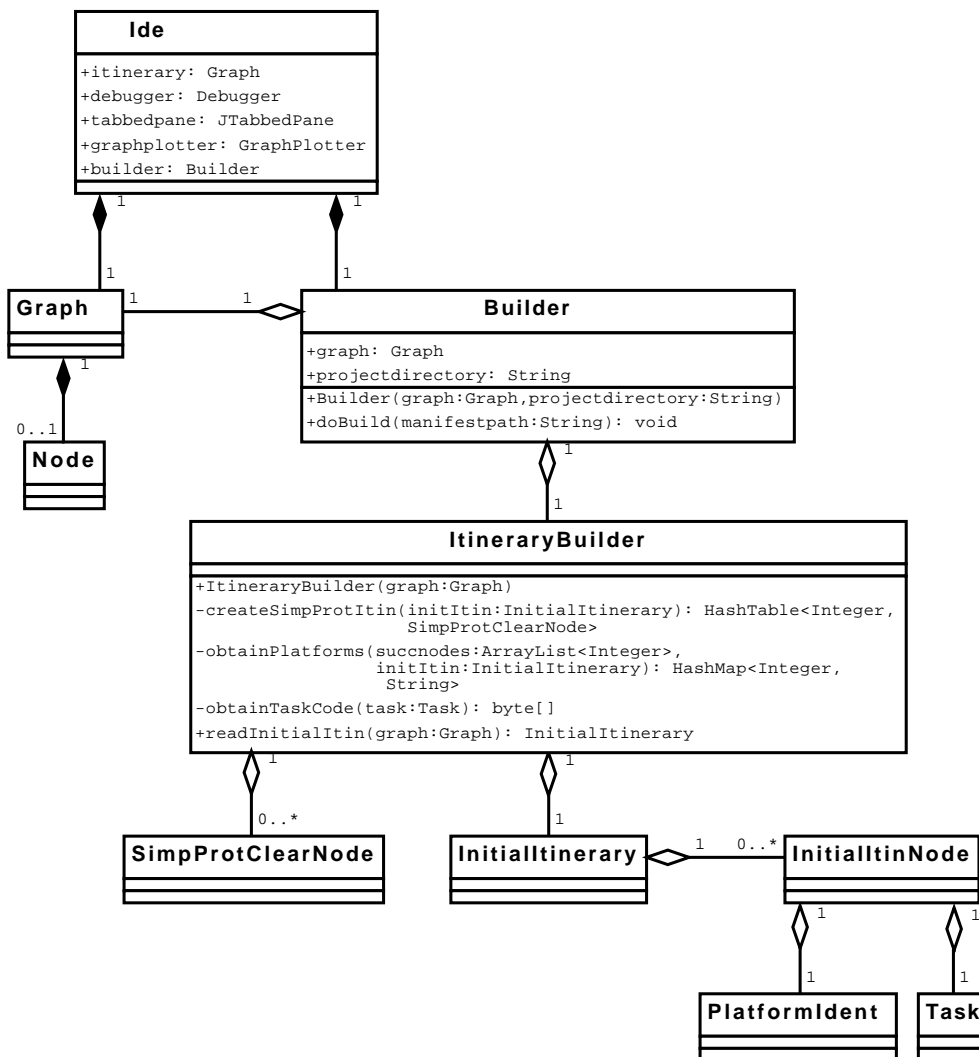 Ide
+itinerary: Graph
+debugger: Debugger
+tabbedpane: JTabbedPane
+graphplotter: GraphPlotter
+builder: Builder
1
1
1
1
Graph
1
1
Builder
+graph: Graph
+projectdirectory: String
+Builder(graph:Graph,projectdirectory:String)
+doBuild(manifestpath:String): void
1
0..1
Node
1
1
ItineraryBuilder
+ItineraryBuilder(graph:Graph)
-createSimpProtItin(initItin:InitialItinerary): HashTable<Integer,
SimpProtClearNode>
-obtainPlatforms(succnodes:ArrayList<Integer>,
initItin:InitialItinerary): HashMap<Integer,
String>
-obtainTaskCode(task:Task): byte[]
+readInitialItin(graph:Graph): InitialItinerary
1
1
0..*
1
SimpProtClearNode
InitialItinerary
1
0..*
InitialItinNode
1
1
1
1
PlatformIdent
Task